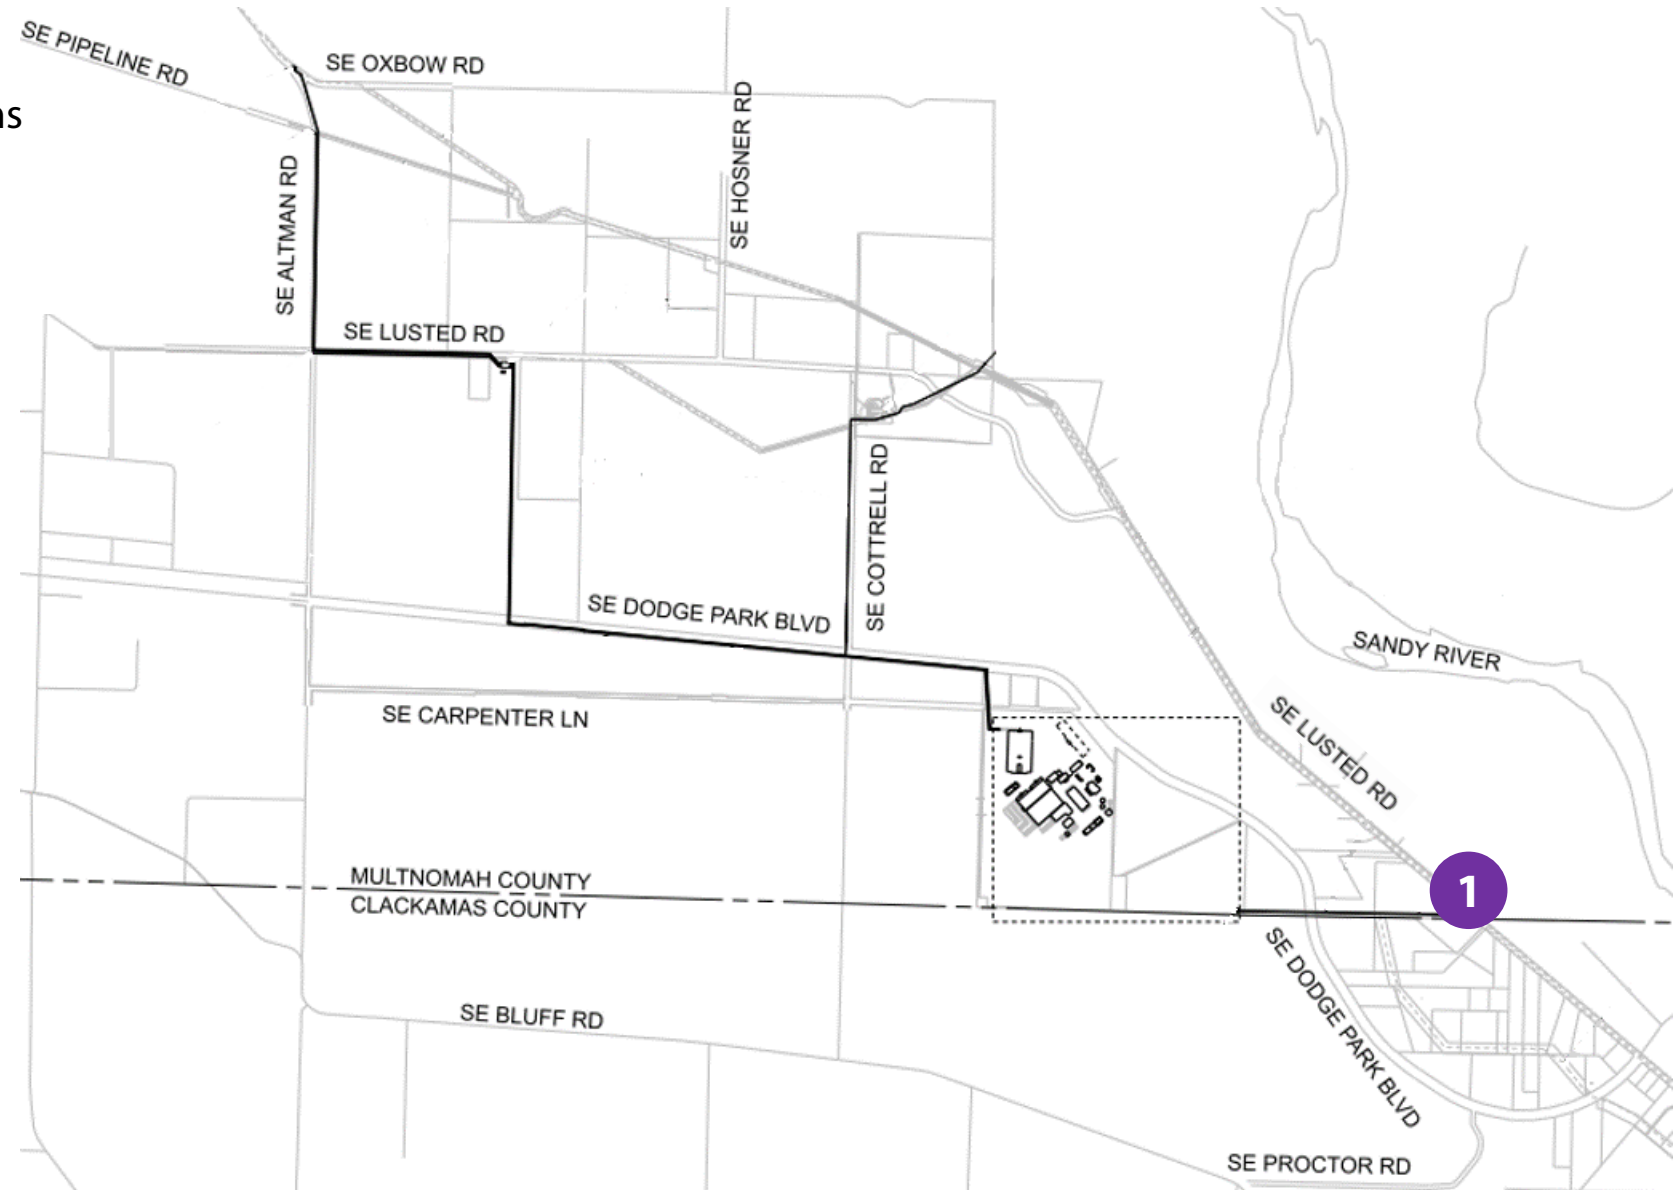 SE PIPELINE RD
SE OXBOW RD
ns
SE HOSNER RD
SE ALTMAN RD
SE LUSTED RD
SE COTTRELL RD
SE DODGE PARK BLVD
SANDY RIVER
SE CARPENTER LN
SE LUSTED RD
MULTNOMAH COUNTY
CLACKAMAS COUNTY
1
SE DODGE PARK BLVD
SE BLUFF RD
SE PROCTOR RD